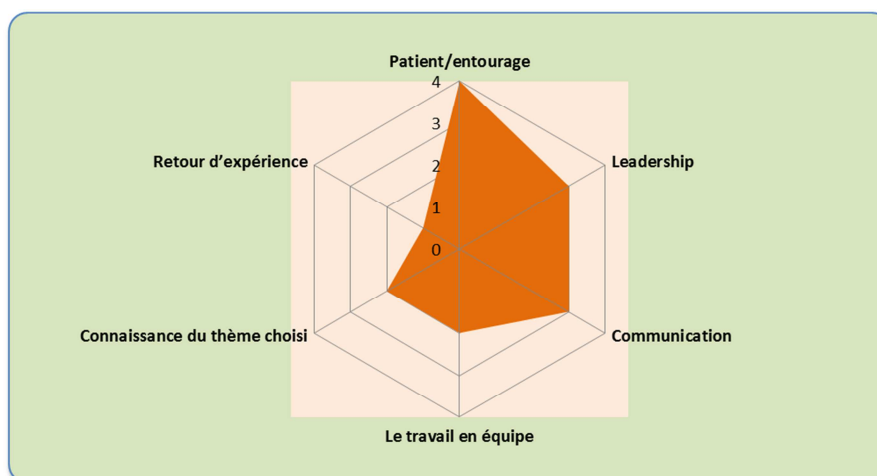 Patient/entourage
4
3
Retour d’expérience
Leadership
2
1
0
Connaissance du thème choisi
Communication
Le travail en équipe